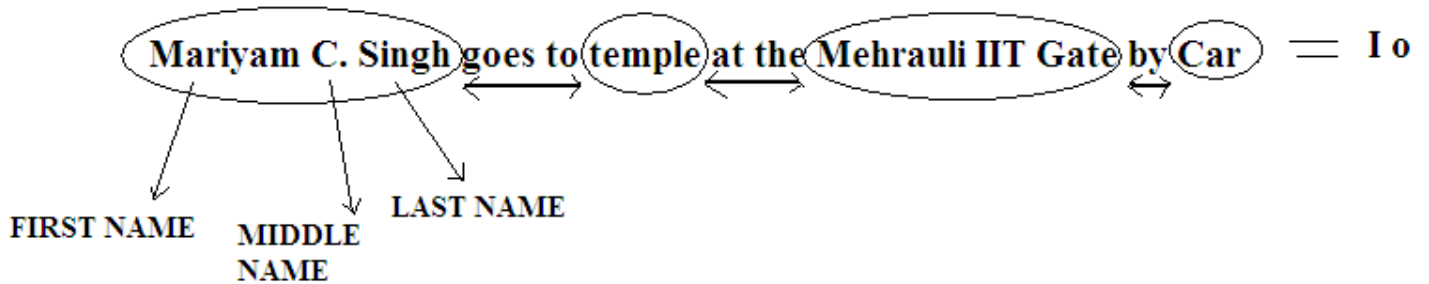 Mariyam C. Singh goes to temple at the Mehrauli IIT Gate by Car = I o
FIRST NAME
MIDDLE
NAME
LAST NAME